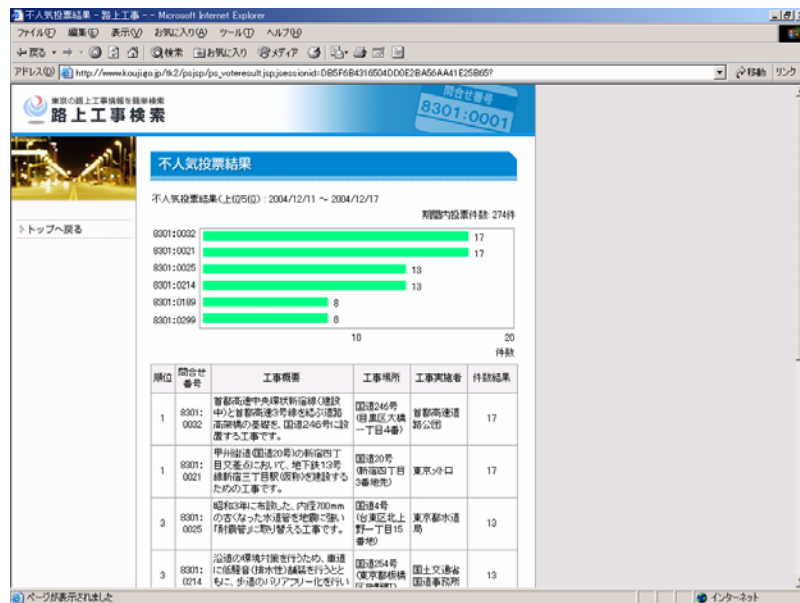 不人気投票結果 - 路上工事 - - Microsoft Internet Explorer
ファイル(F) 編集(E) 表示(V) お気に入り(A) ツール(T) ヘルプ(H)
戻る 検索 お気に入り メディア
アドレス(D) http://www.koujigo.jp/tk2/psjsp/ps_voteresult.jsp;jsessionid=DB5F6B4316504DD0E2BA56AA41E25B65? 移動 リンク
東京の路上工事情報を簡単検索
路上工事検索
問合せ番号
8301:0001
不人気投票結果
不人気投票結果(上位5位) : 2004/12/11 ~ 2004/12/17
期間内投票件数: 274件
トップへ戻る
8301:0032 17
8301:0021 17
8301:0025 13
8301:0214 13
8301:0189 8
8301:0299 8
10 20
件数
順位 問合せ番号 工事概要 工事場所 工事実施者 件数結果
1 8301:0032 首都高速中央環状新宿線(建設中)と首都高速3号線を結ぶ道路高架橋の基礎を、国道246号に設置する工事です。 国道246号(目黒区大橋一丁目4番) 首都高速道路公団 17
1 8301:0021 甲州街道(国道20号)の新宿四丁目交差点において、地下鉄13号線新宿三丁目駅(仮称)を建設するための工事です。 国道20号(新宿四丁目3番地先) 東京メトロ 17
3 8301:0025 昭和3年に布設した、内径700mmの古くなった水道管を地震に強い「耐震管」に取り替える工事です。 国道4号(台東区北上野一丁目15番地) 東京都水道局 13
3 8301:0214 沿道の環境対策を行うため、車道に低騒音(排水性)舗装を行うとともに、歩道のバリアフリー化を行い 国道254号(東京都板橋区 国土交通省国道事務所 13
ページが表示されました インターネット